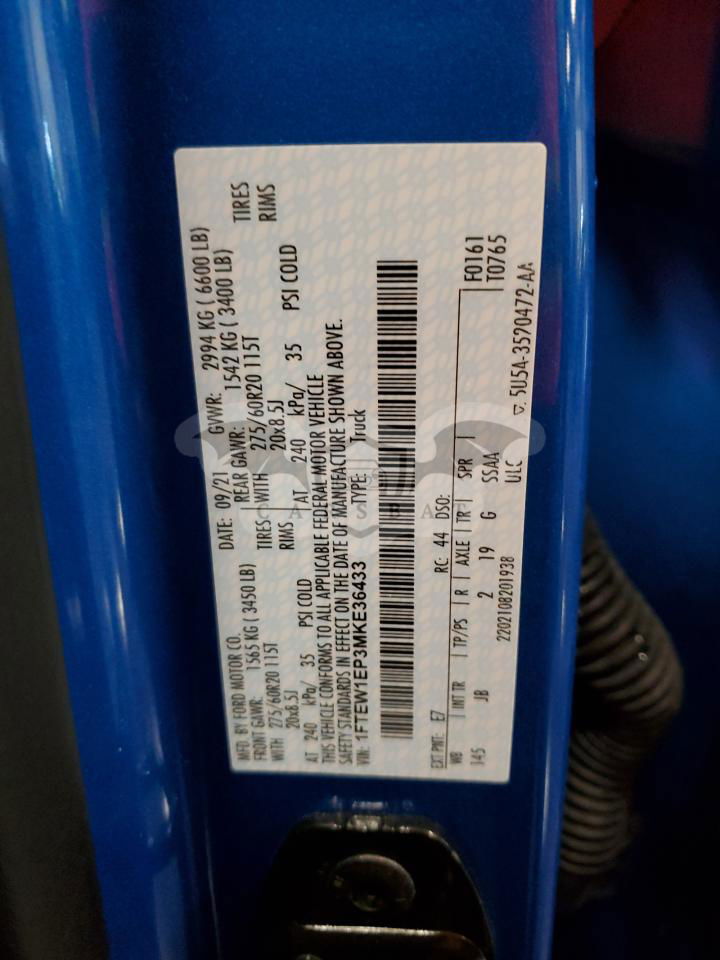 MFD. BY FORD MOTOR CO. DATE: 09/21 GVWR: 2994 KG ( 6600 LB)
FRONT GAWR: 1565 KG ( 3450 LB) REAR GAWR: 1542 KG ( 3400 LB)
WITH 275/60R20 115T TIRES WITH 275/60R20 115T TIRES
20x8.5J RIMS 20x8.5J RIMS
AT 240 kPa/ 35 PSI COLD AT 240 kPa/ 35 PSI COLD
THIS VEHICLE CONFORMS TO ALL APPLICABLE FEDERAL MOTOR VEHICLE
SAFETY STANDARDS IN EFFECT ON THE DATE OF MANUFACTURE SHOWN ABOVE.
VIN: 1FTEW1EP3MKE36433 TYPE: Truck
EXT PNT: E7 RC: 44 DSO: F0161
WB INT TR TP/PS R AXLE TR SPR T0765
145 JB 2 19 G SSAA
2202108201938 ULC ▽. 5U5A-3520472-AA
CARSBAT